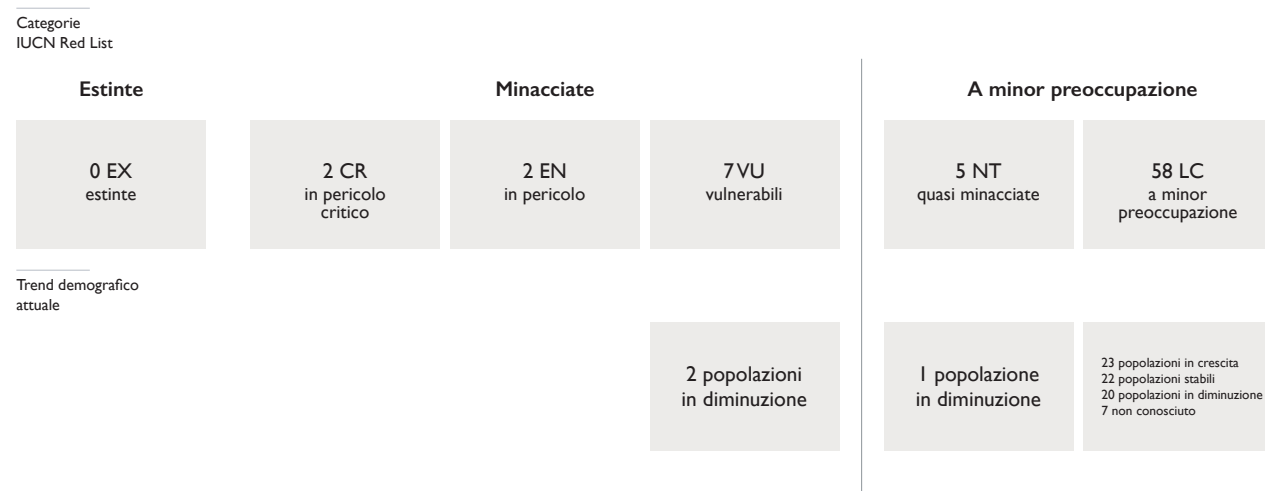 Categorie
IUCN Red List
Estinte
Minacciate
A minor preoccupazione
0 EX
estinte
2 CR
in pericolo
critico
2 EN
in pericolo
7 VU
vulnerabili
5 NT
quasi minacciate
58 LC
a minor
preoccupazione
Trend demografico
attuale
2 popolazioni
in diminuzione
1 popolazione
in diminuzione
23 popolazioni in crescita
22 popolazioni stabili
20 popolazioni in diminuzione
7 non conosciuto